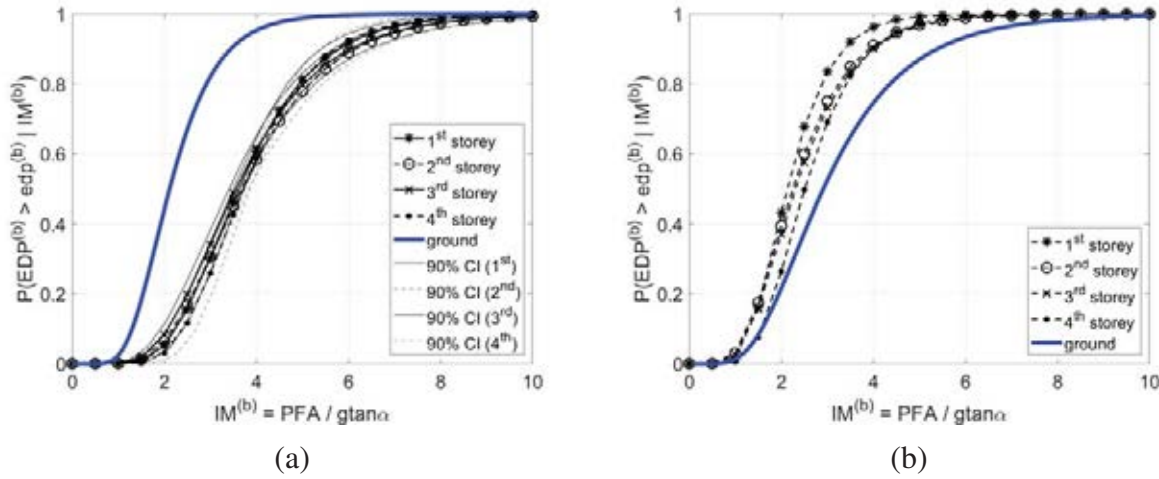 1
0.8
0.6
0.4
0.2
0
P(EDP⁽ᵇ⁾ > edp⁽ᵇ⁾ | IM⁽ᵇ⁾)
1ˢᵗ storey
2ⁿᵈ storey
3ʳᵈ storey
4ᵗʰ storey
ground
90% CI (1ˢᵗ)
90% CI (2ⁿᵈ)
90% CI (3ʳᵈ)
90% CI (4ᵗʰ)
0 2 4 6 8 10
IM⁽ᵇ⁾ = PFA / gtanα
(a)
1
0.8
0.6
0.4
0.2
0
P(EDP⁽ᵇ⁾ > edp⁽ᵇ⁾ | IM⁽ᵇ⁾)
1ˢᵗ storey
2ⁿᵈ storey
3ʳᵈ storey
4ᵗʰ storey
ground
0 2 4 6 8 10
IM⁽ᵇ⁾ = PFA / gtanα
(b)